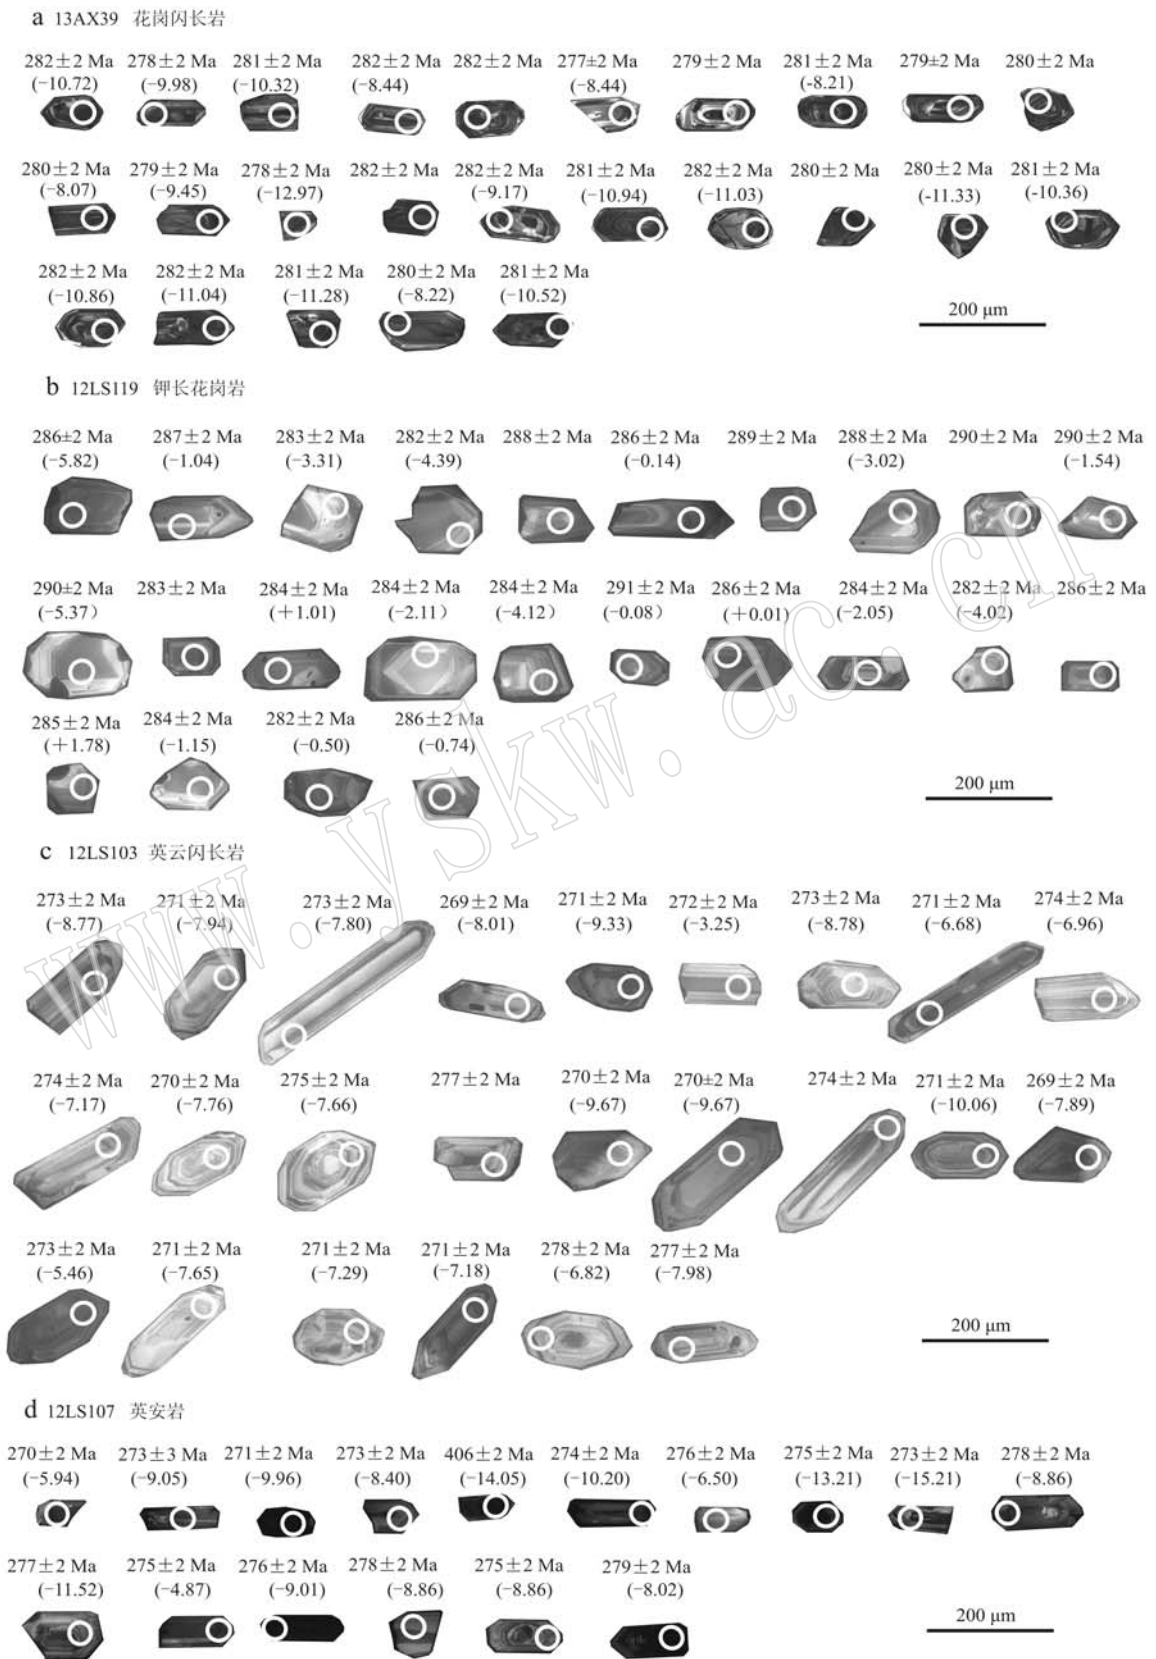 a 13AX39 花岗闪长岩
282±2 Ma 278±2 Ma 281±2 Ma 282±2 Ma 282±2 Ma 277±2 Ma 279±2 Ma 281±2 Ma 279±2 Ma 280±2 Ma
(−10.72) (−9.98) (−10.32) (−8.44) (−8.44) (-8.21)
280±2 Ma 279±2 Ma 278±2 Ma 282±2 Ma 282±2 Ma 281±2 Ma 282±2 Ma 280±2 Ma 280±2 Ma 281±2 Ma
(−8.07) (−9.45) (−12.97) (−9.17) (−10.94) (−11.03) (-11.33) (-10.36)
282±2 Ma 282±2 Ma 281±2 Ma 280±2 Ma 281±2 Ma
(−10.86) (−11.04) (−11.28) (−8.22) (−10.52)
200 μm
b 12LS119 钾长花岗岩
286±2 Ma 287±2 Ma 283±2 Ma 282±2 Ma 288±2 Ma 286±2 Ma 289±2 Ma 288±2 Ma 290±2 Ma 290±2 Ma
(−5.82) (−1.04) (−3.31) (−4.39) (−0.14) (−3.02) (−1.54)
290±2 Ma 283±2 Ma 284±2 Ma 284±2 Ma 284±2 Ma 291±2 Ma 286±2 Ma 284±2 Ma 282±2 Ma 286±2 Ma
(−5.37） (+1.01) (−2.11） (−4.12） (−0.08） (+0.01) (−2.05) (−4.02)
285±2 Ma 284±2 Ma 282±2 Ma 286±2 Ma
(+1.78) (−1.15) (−0.50) (−0.74)
200 μm
c 12LS103 英云闪长岩
273±2 Ma 271±2 Ma 273±2 Ma 269±2 Ma 271±2 Ma 272±2 Ma 273±2 Ma 271±2 Ma 274±2 Ma
(−8.77) (−7.94) (−7.80) (−8.01) (−9.33) (−3.25) (−8.78) (−6.68) (−6.96)
274±2 Ma 270±2 Ma 275±2 Ma 277±2 Ma 270±2 Ma 270±2 Ma 274±2 Ma 271±2 Ma 269±2 Ma
(−7.17) (−7.76) (−7.66) (−9.67) (−9.67) (−10.06) (−7.89)
273±2 Ma 271±2 Ma 271±2 Ma 271±2 Ma 278±2 Ma 277±2 Ma
(−5.46) (−7.65) (−7.29) (−7.18) (−6.82) (−7.98)
200 μm
d 12LS107 英安岩
270±2 Ma 273±3 Ma 271±2 Ma 273±2 Ma 406±2 Ma 274±2 Ma 276±2 Ma 275±2 Ma 273±2 Ma 278±2 Ma
(−5.94) (−9.05) (−9.96) (−8.40) (−14.05) (−10.20) (−6.50) (−13.21) (−15.21) (−8.86)
277±2 Ma 275±2 Ma 276±2 Ma 278±2 Ma 275±2 Ma 279±2 Ma
(−11.52) (−4.87) (−9.01) (−8.86) (−8.86) (−8.02)
200 μm
www.yskw.ac.cn